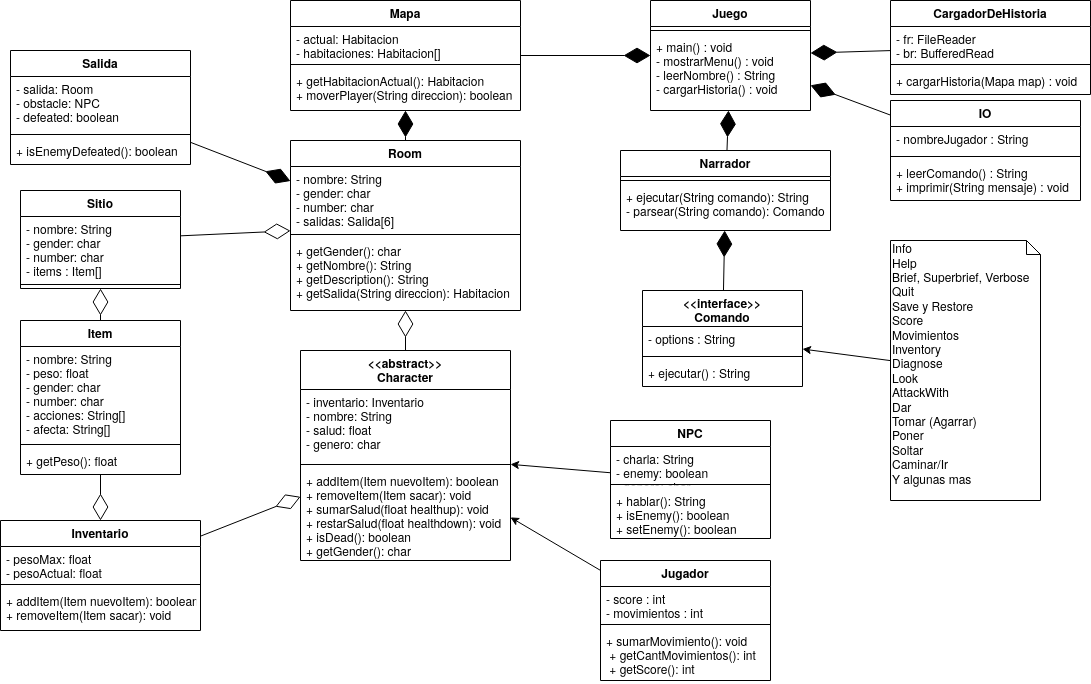 Mapa
- actual: Habitacion
- habitaciones: Habitacion[]
+ getHabitacionActual(): Habitacion
+ moverPlayer(String direccion): boolean
Juego
+ main() : void
- mostrarMenu() : void
- leerNombre() : String
- cargarHistoria() : void
CargadorDeHistoria
- fr: FileReader
- br: BufferedRead
+ cargarHistoria(Mapa map) : void
Salida
- salida: Room
- obstacle: NPC
- defeated: boolean
+ isEnemyDefeated(): boolean
IO
- nombreJugador : String
+ leerComando() : String
+ imprimir(String mensaje) : void
Room
- nombre: String
- gender: char
- number: char
- salidas: Salida[6]
+ getGender(): char
+ getNombre(): String
+ getDescription(): String
+ getSalida(String direccion): Habitacion
Narrador
+ ejecutar(String comando): String
- parsear(String comando): Comando
Sitio
- nombre: String
- gender: char
- number: char
- items : Item[]
<<interface>>
Comando
- options : String
+ ejecutar() : String
Info
Help
Brief, Superbrief, Verbose
Quit
Save y Restore
Score
Movimientos
Inventory
Diagnose
Look
AttackWith
Dar
Tomar (Agarrar)
Poner
Soltar
Caminar/Ir
Y algunas mas
Item
- nombre: String
- peso: float
- gender: char
- number: char
- acciones: String[]
- afecta: String[]
+ getPeso(): float
<<abstract>>
Character
- inventario: Inventario
- nombre: String
- salud: float
- genero: char
+ addItem(Item nuevoItem): boolean
+ removeItem(Item sacar): void
+ sumarSalud(float healthup): void
+ restarSalud(float healthdown): void
+ isDead(): boolean
+ getGender(): char
NPC
- charla: String
- enemy: boolean
+ hablar(): String
+ isEnemy(): boolean
+ setEnemy(): boolean
Inventario
- pesoMax: float
- pesoActual: float
+ addItem(Item nuevoItem): boolear
+ removeItem(Item sacar): void
Jugador
- score : int
- movimientos : int
+ sumarMovimiento(): void
+ getCantMovimientos(): int
+ getScore(): int